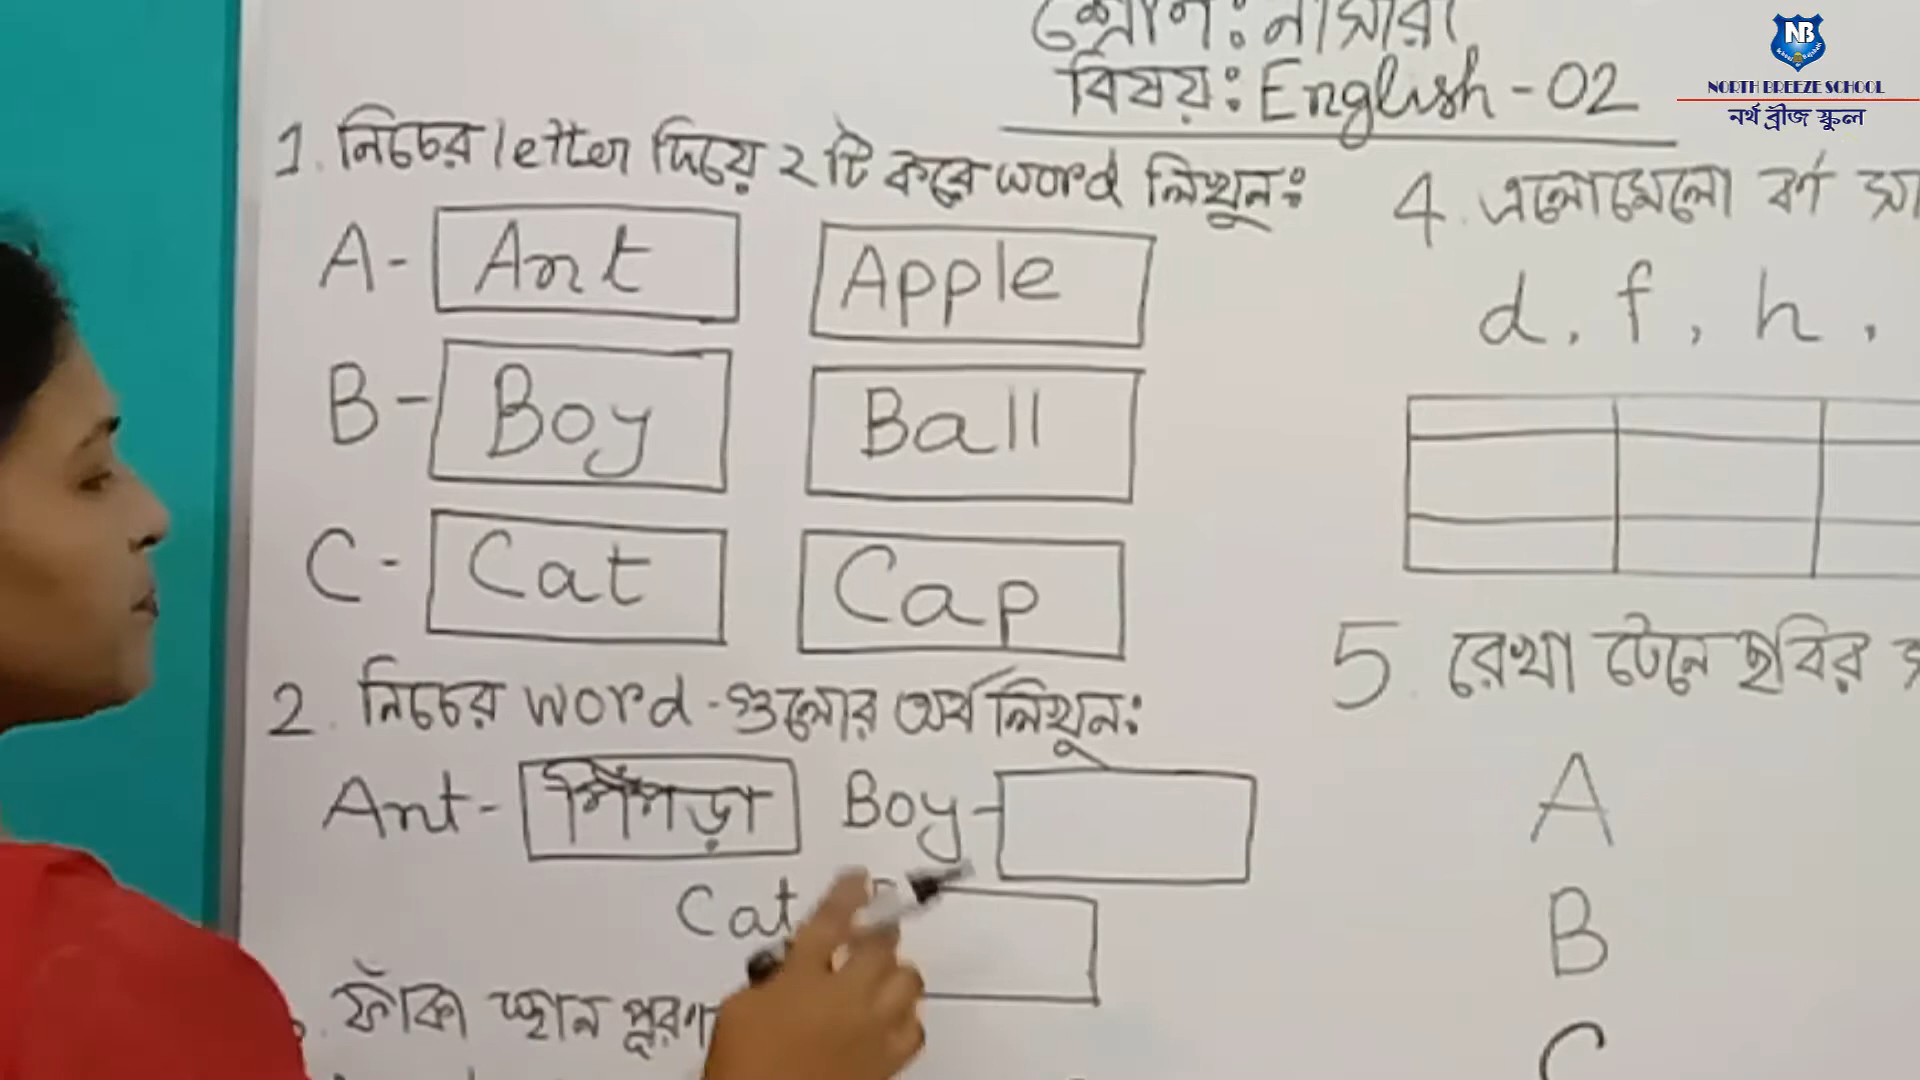 শ্রেণি: নার্সারী
বিষয়: English - 02
NB
NORTH BREEZE SCHOOL
নর্থ ব্রীজ স্কুল
1. নিচের letter দিয়ে ২ টি করে word লিখুন:
A- Ant Apple
B- Boy Ball
C- Cat Cap
2. নিচের word-গুলোর অর্থ লিখুন:
Ant- পিঁপড়া Boy-
Cat
. ফাঁকা স্থান পূরণ
4. এলোমেলো বর্ণ
d, f, h,
5. রেখা টেনে ছবির
A
B
C